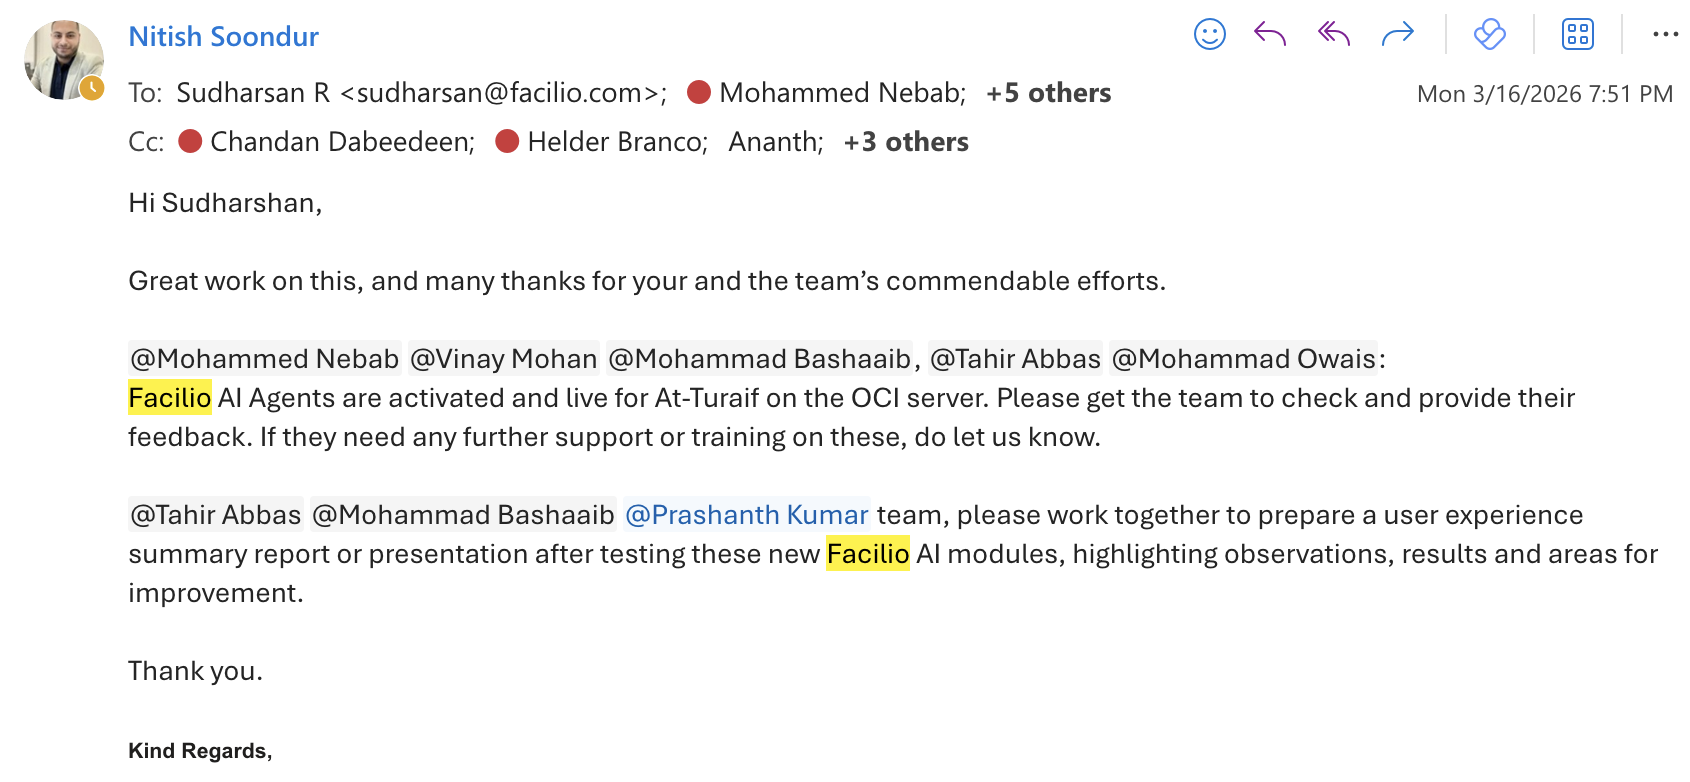 Nitish Soondur
To: Sudharsan R <sudharsan@facilio.com>; Mohammed Nebab; +5 others
Mon 3/16/2026 7:51 PM
Cc: Chandan Dabeedeen; Helder Branco; Ananth; +3 others
Hi Sudharshan,
Great work on this, and many thanks for your and the team’s commendable efforts.
@Mohammed Nebab @Vinay Mohan @Mohammad Bashaaib, @Tahir Abbas @Mohammad Owais:
Facilio AI Agents are activated and live for At-Turaif on the OCI server. Please get the team to check and provide their
feedback. If they need any further support or training on these, do let us know.
@Tahir Abbas @Mohammad Bashaaib @Prashanth Kumar team, please work together to prepare a user experience
summary report or presentation after testing these new Facilio AI modules, highlighting observations, results and areas for
improvement.
Thank you.
Kind Regards,